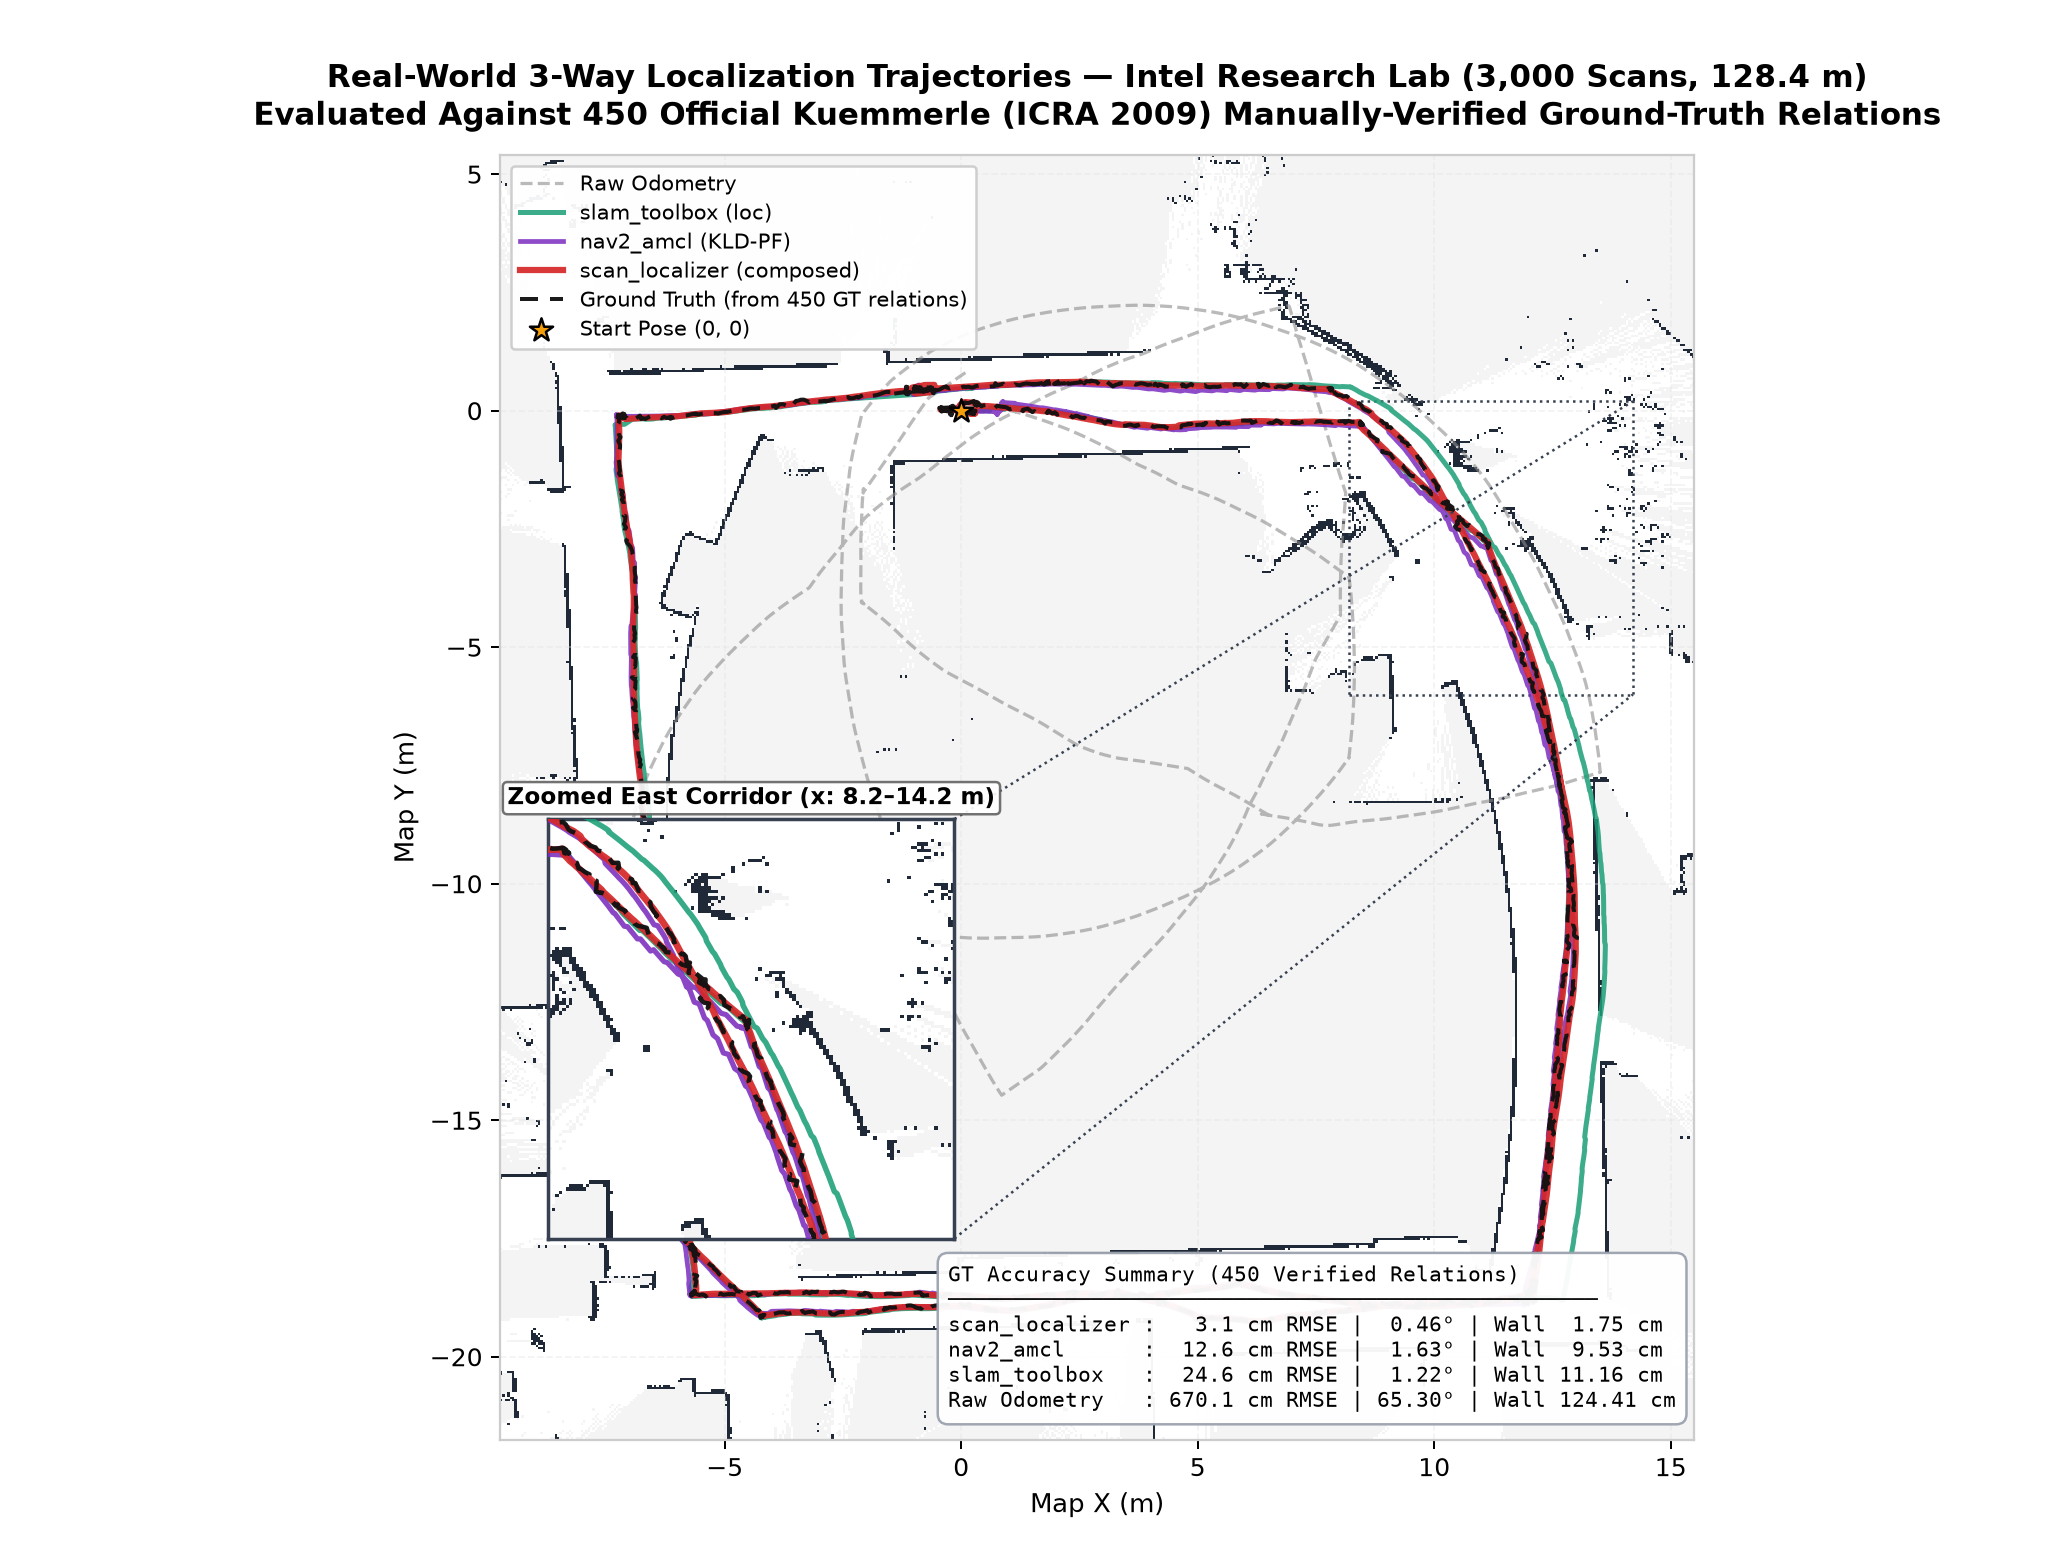 Real-World 3-Way Localization Trajectories — Intel Research Lab (3,000 Scans, 128.4 m)
Evaluated Against 450 Official Kuemmerle (ICRA 2009) Manually-Verified Ground-Truth Relations
Raw Odometry
slam_toolbox (loc)
nav2_amcl (KLD-PF)
scan_localizer (composed)
Ground Truth (from 450 GT relations)
Start Pose (0, 0)
5
0
−5
−10
−15
−20
Map Y (m)
Zoomed East Corridor (x: 8.2–14.2 m)
GT Accuracy Summary (450 Verified Relations)
scan_localizer : 3.1 cm RMSE | 0.46° | Wall 1.75 cm
nav2_amcl : 12.6 cm RMSE | 1.63° | Wall 9.53 cm
slam_toolbox : 24.6 cm RMSE | 1.22° | Wall 11.16 cm
Raw Odometry : 670.1 cm RMSE | 65.30° | Wall 124.41 cm
−5
0
5
10
15
Map X (m)